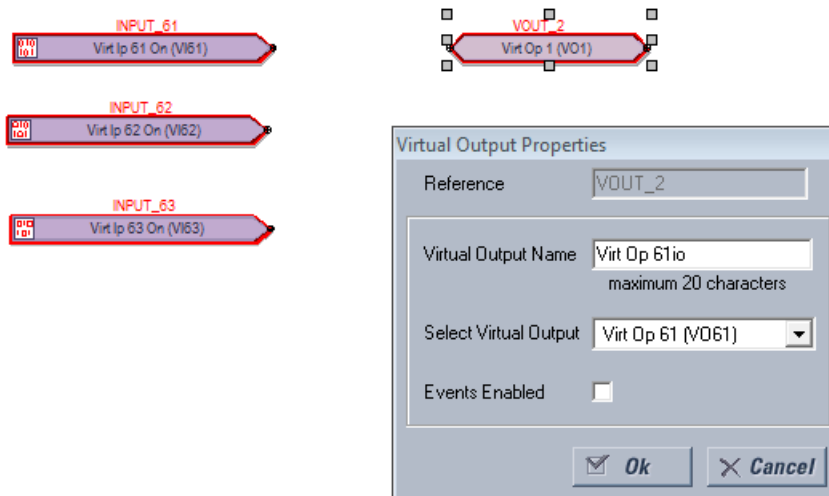 INPUT_61
Virt Ip 61 On (VI61)
VOUT_2
Virt Op 1 (VO1)
INPUT_62
Virt Ip 62 On (VI62)
INPUT_63
Virt Ip 63 On (VI63)
Virtual Output Properties
Reference VOUT_2
Virtual Output Name Virt Op 61io
maximum 20 characters
Select Virtual Output Virt Op 61 (VO61)
Events Enabled
Ok Cancel